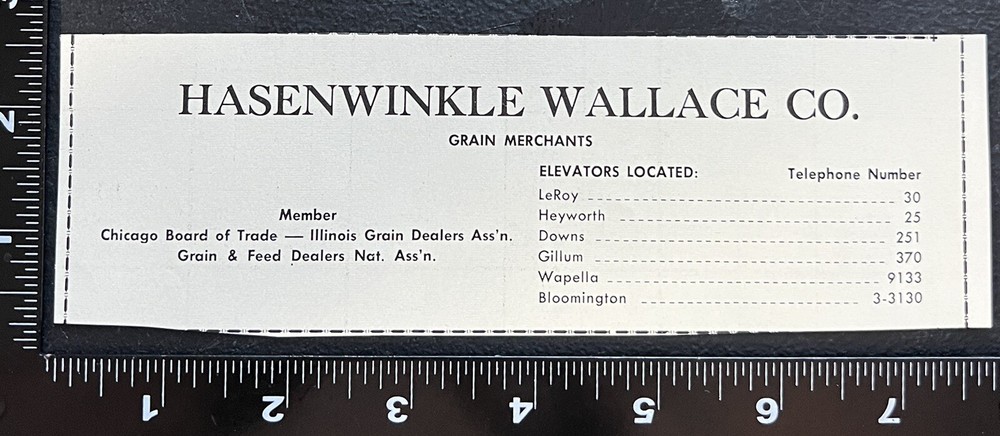 HASENWINKLE WALLACE CO.
GRAIN MERCHANTS
Member
Chicago Board of Trade — Illinois Grain Dealers Ass'n.
Grain & Feed Dealers Nat. Ass'n.
ELEVATORS LOCATED: Telephone Number
LeRoy 30
Heyworth 25
Downs 251
Gillum 370
Wapella 9133
Bloomington 3-3130
2
1
1 2 3 4 5 6 7